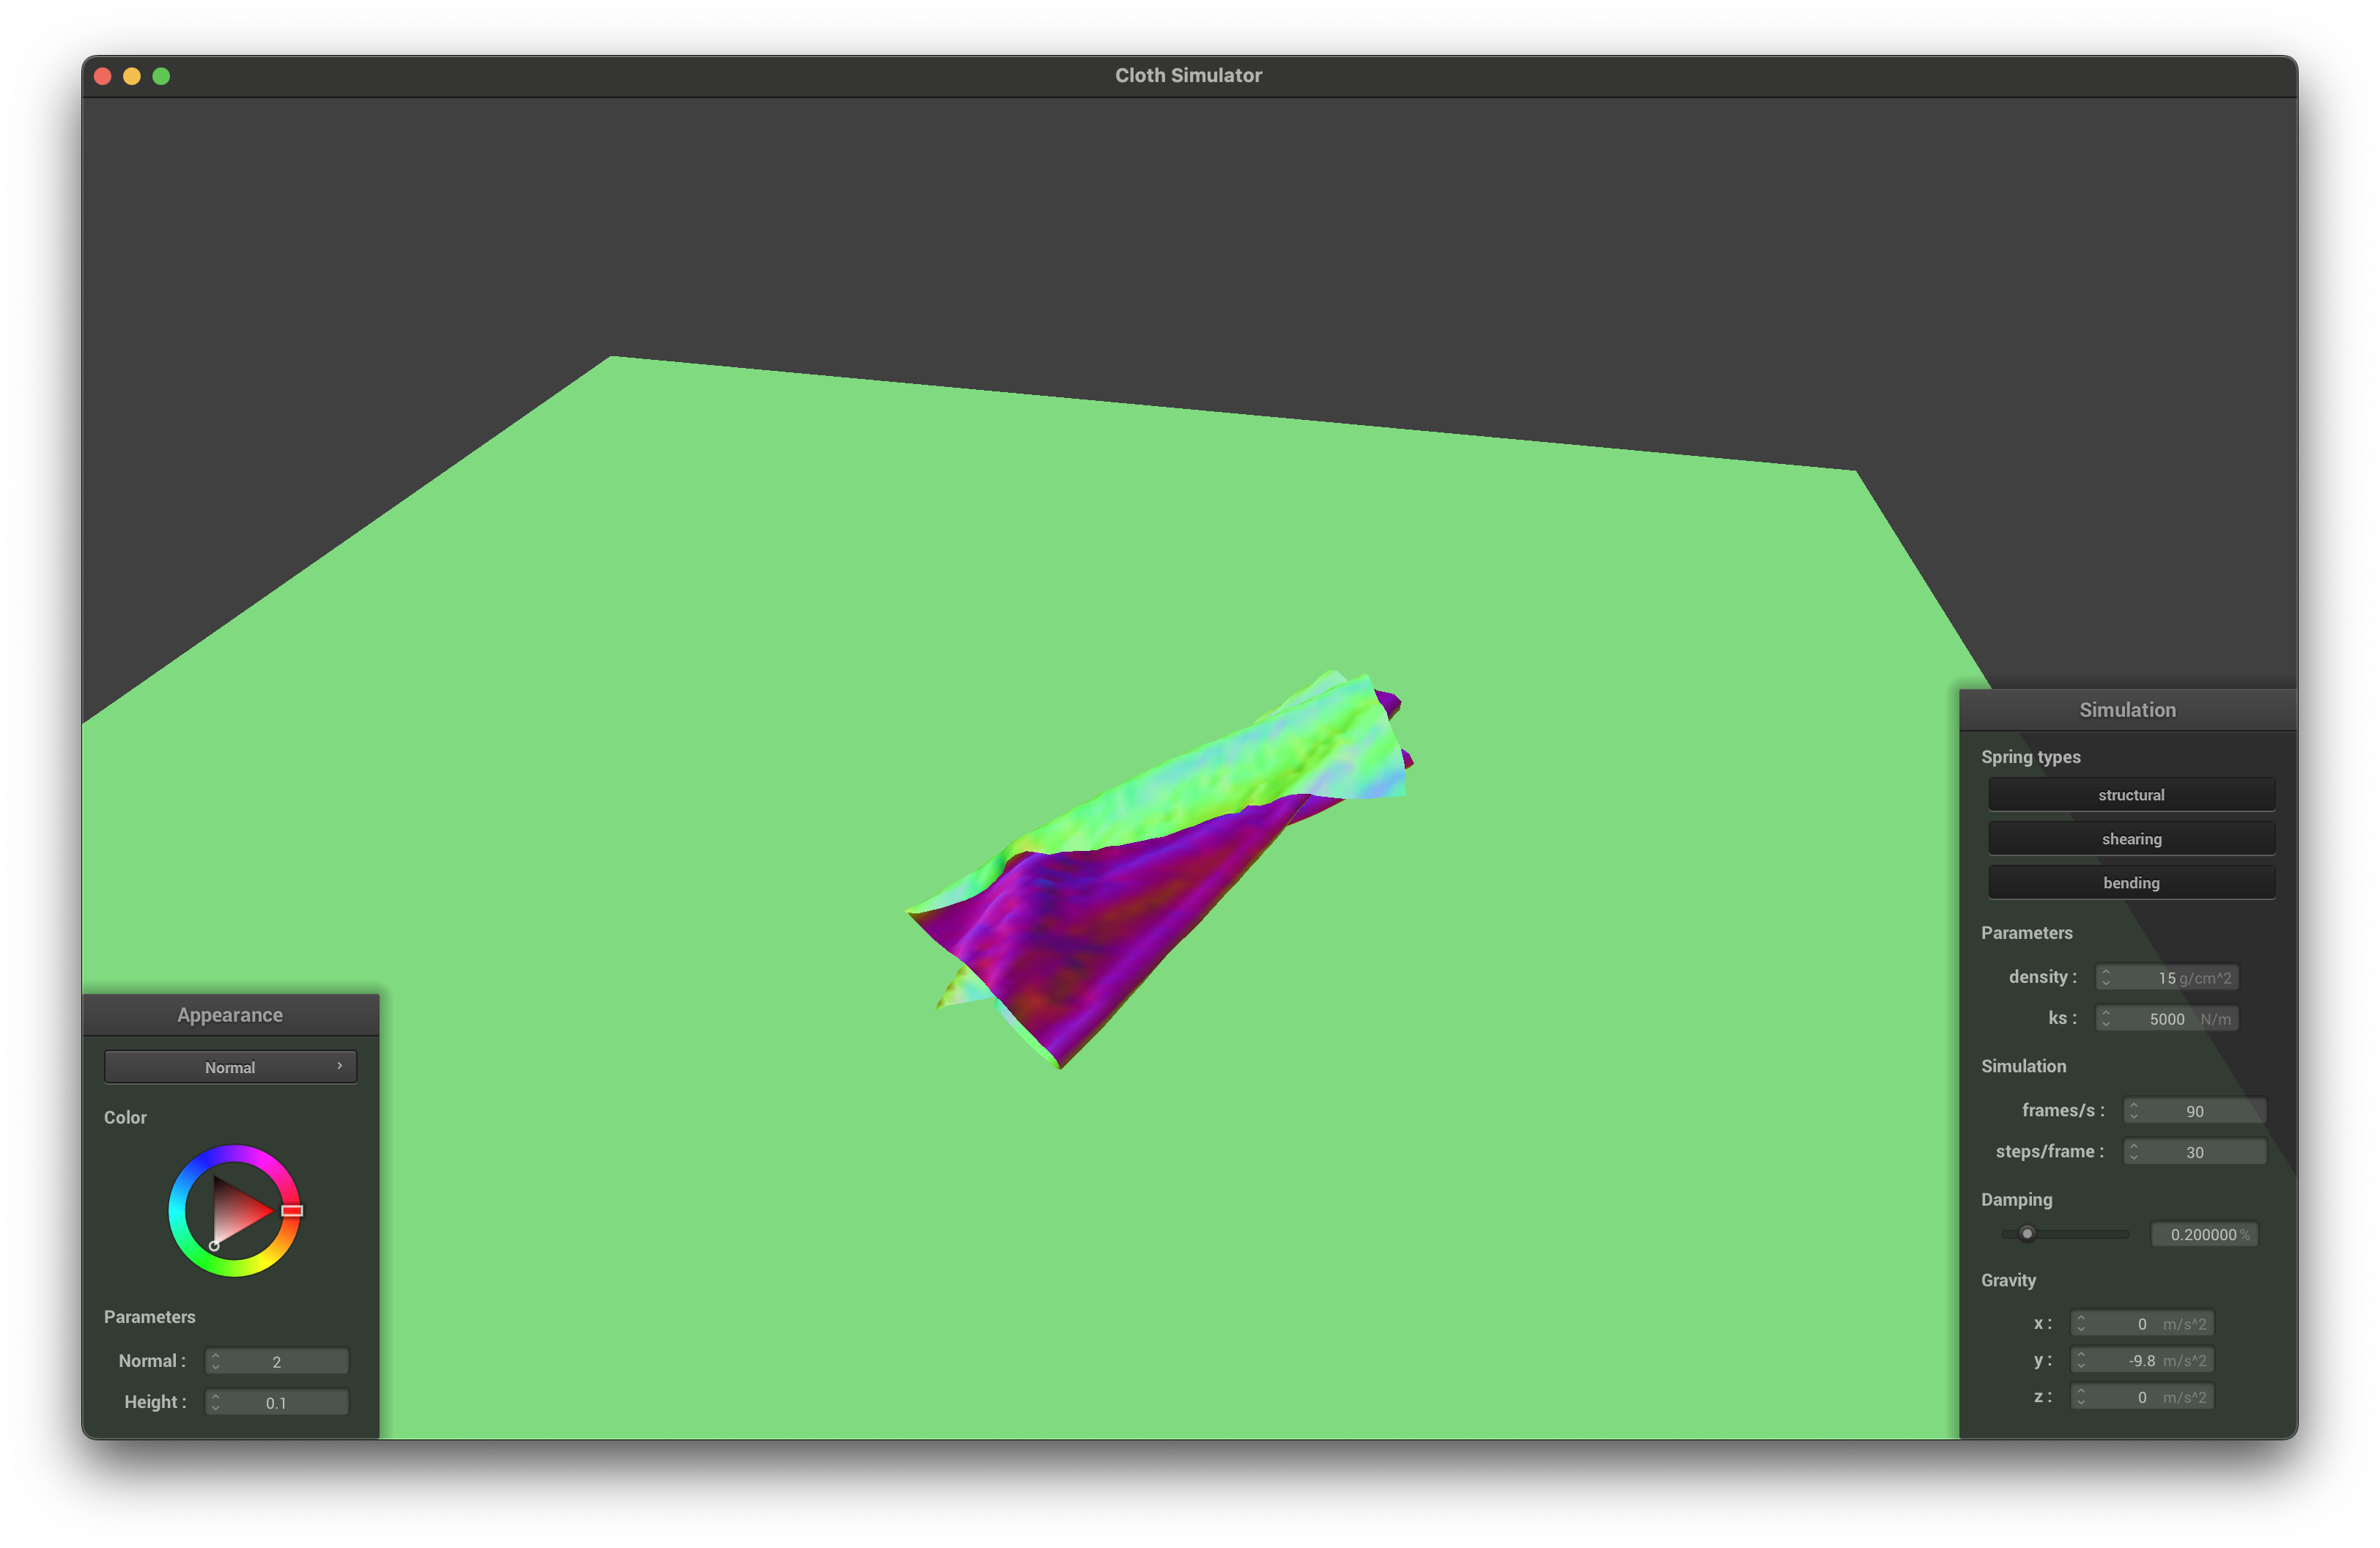 Cloth Simulator
Simulation
Spring types
structural
shearing
bending
Parameters
density : 15 g/cm^2
ks : 5000 N/m
Simulation
frames/s : 90
steps/frame : 30
Damping
0.200000 %
Gravity
x : 0 m/s^2
y : -9.8 m/s^2
z : 0 m/s^2
Appearance
Normal
Color
Parameters
Normal : 2
Height : 0.1